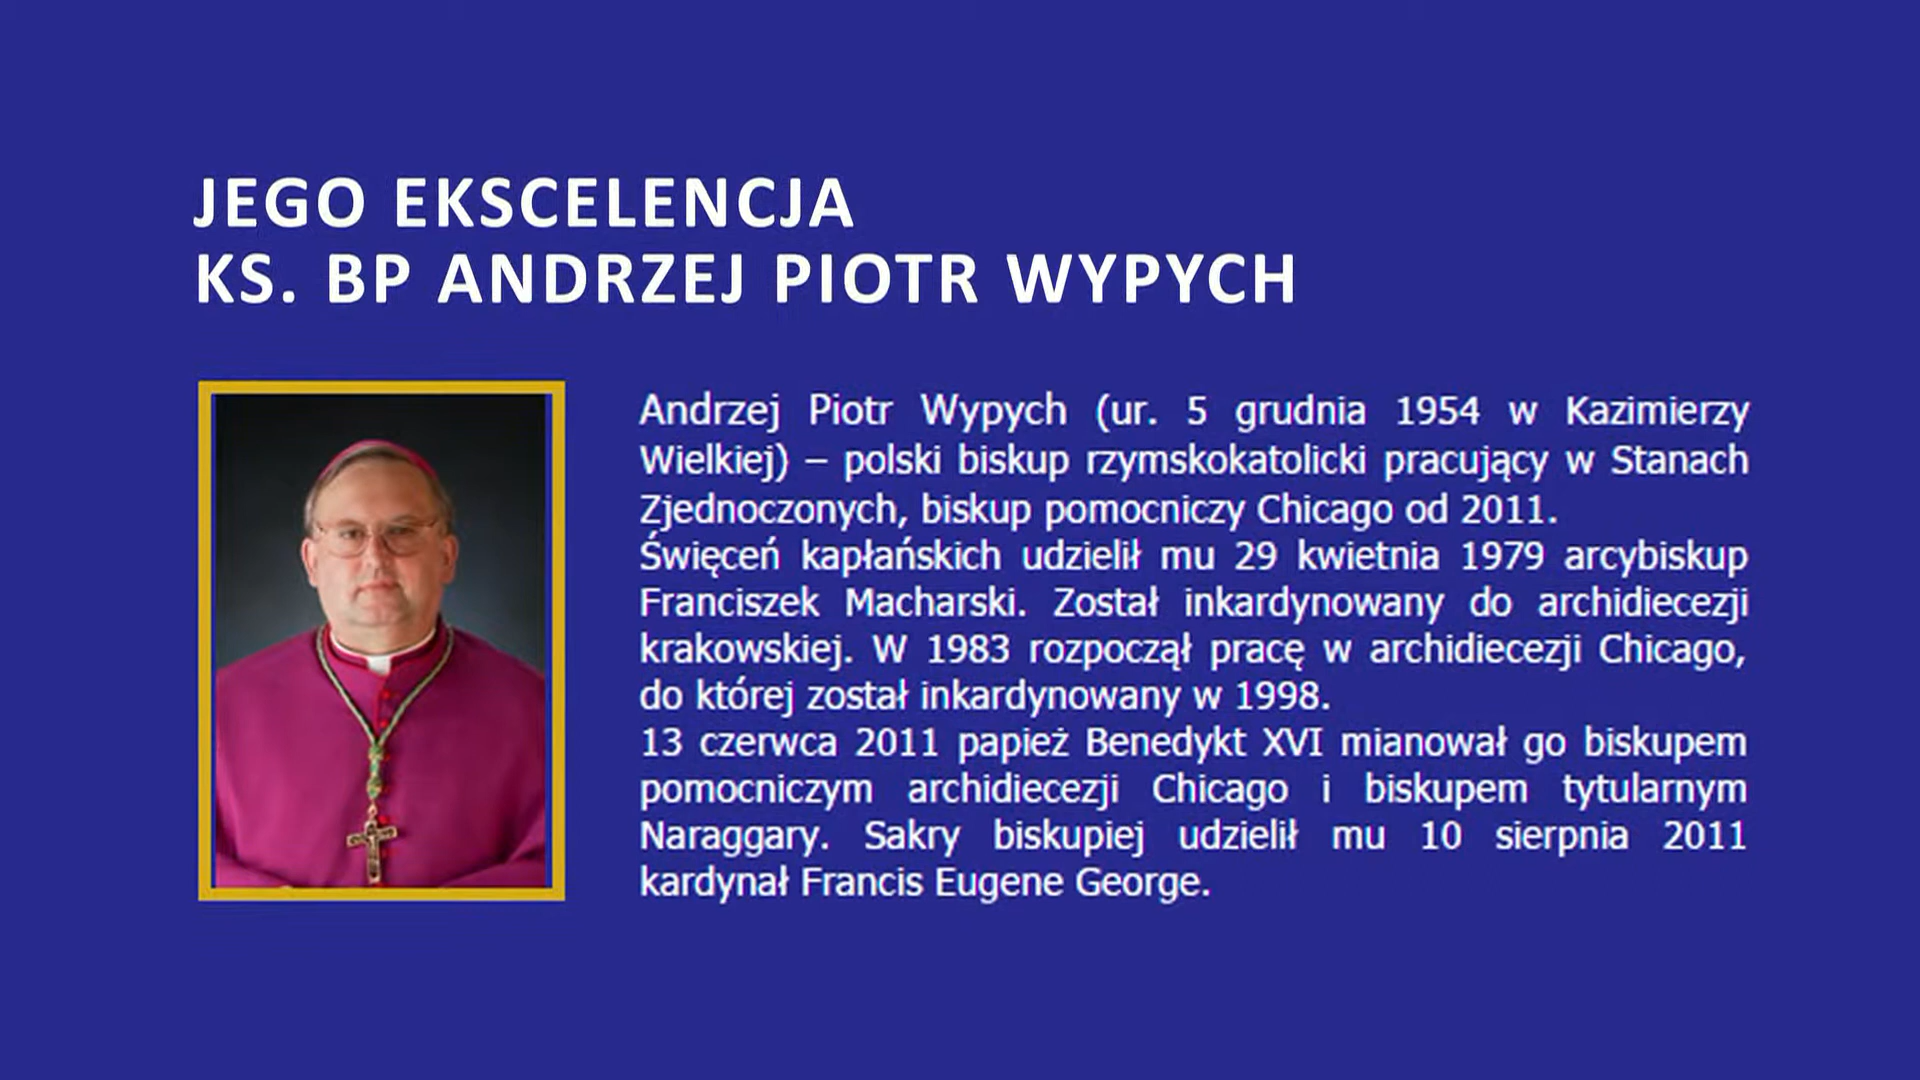 JEGO EKSCELENCJA
KS. BP ANDRZEJ PIOTR WYPYCH
Andrzej Piotr Wypych (ur. 5 grudnia 1954 w Kazimierzy
Wielkiej) – polski biskup rzymskokatolicki pracujący w Stanach
Zjednoczonych, biskup pomocniczy Chicago od 2011.
Święceń kapłańskich udzielił mu 29 kwietnia 1979 arcybiskup
Franciszek Macharski. Został inkardynowany do archidiecezji
krakowskiej. W 1983 rozpoczął pracę w archidiecezji Chicago,
do której został inkardynowany w 1998.
13 czerwca 2011 papież Benedykt XVI mianował go biskupem
pomocniczym archidiecezji Chicago i biskupem tytularnym
Naraggary. Sakry biskupiej udzielił mu 10 sierpnia 2011
kardynał Francis Eugene George.